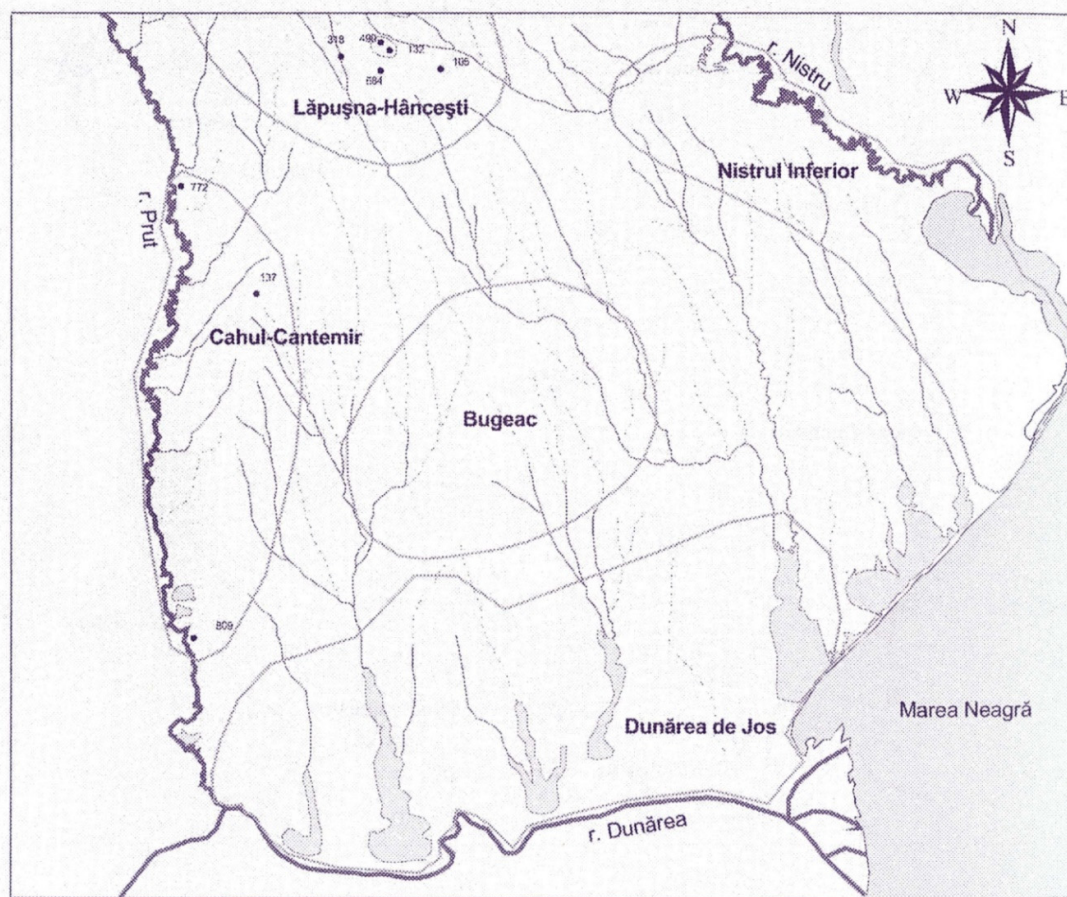 N
W E
S
r. Nistru
318
499
132
584
105
Lăpuşna-Hânceşti
Nistrul Inferior
772
r. Prut
137
Cahul-Cantemir
Bugeac
809
Dunărea de Jos
Marea Neagră
r. Dunărea